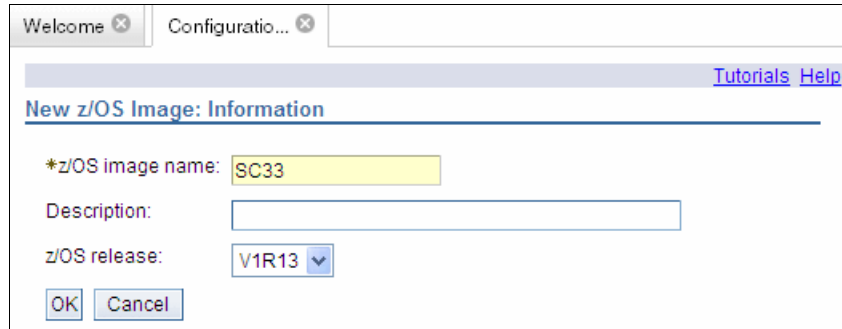 Welcome Configuratio...
Tutorials Help
New z/OS Image: Information
*z/OS image name: SC33
Description:
z/OS release: V1R13
OK Cancel